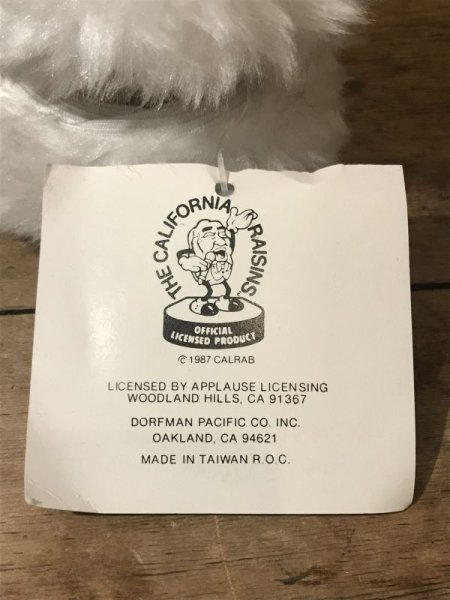 THE CALIFORNIA RAISINS
OFFICIAL
LICENSED PRODUCT
© 1987 CALRAB
LICENSED BY APPLAUSE LICENSING
WOODLAND HILLS, CA 91367
DORFMAN PACIFIC CO. INC.
OAKLAND, CA 94621
MADE IN TAIWAN R.O.C.